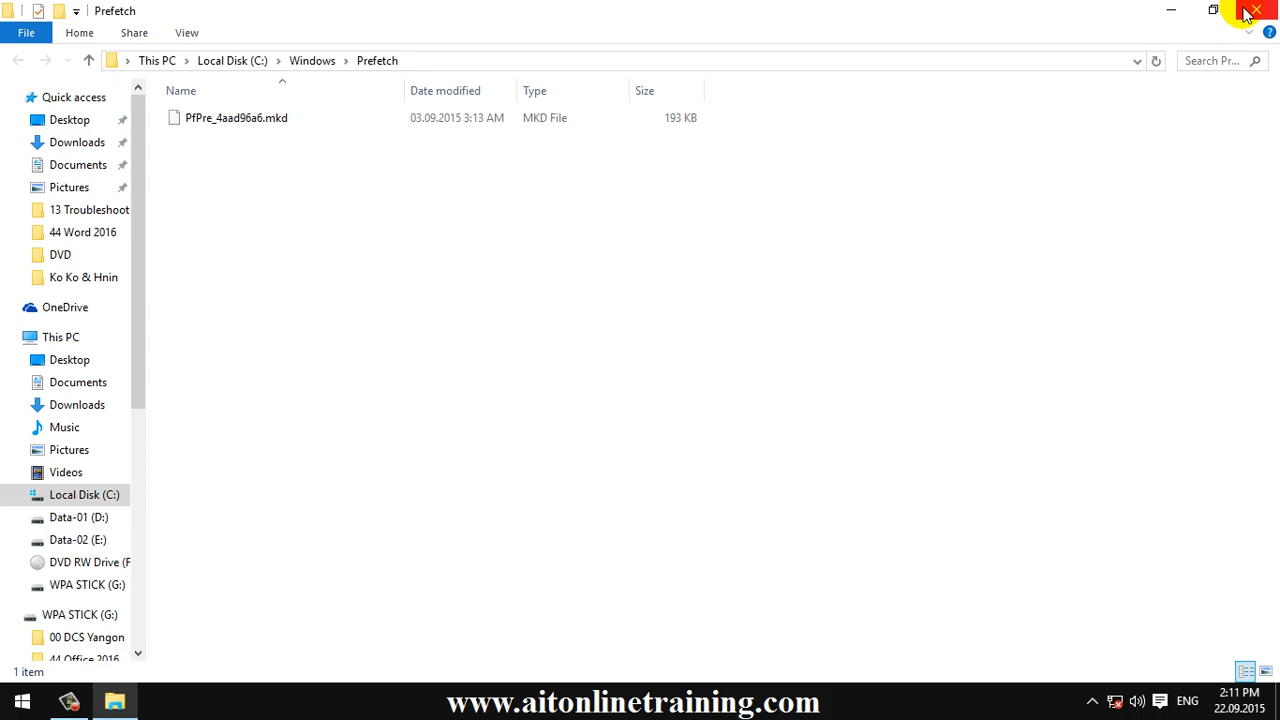 Prefetch
File Home Share View
This PC Local Disk (C:) Windows Prefetch
Search Pr...
Name Date modified Type Size
PfPre_4aad96a6.mkd 03.09.2015 3:13 AM MKD File 193 KB
Quick access
Desktop
Downloads
Documents
Pictures
13 Troubleshoot
44 Word 2016
DVD
Ko Ko & Hnin
OneDrive
This PC
Desktop
Documents
Downloads
Music
Pictures
Videos
Local Disk (C:)
Data-01 (D:)
Data-02 (E:)
DVD RW Drive (F
WPA STICK (G:)
WPA STICK (G:)
00 DCS Yangon
44 Office 2016
1 item
www.aitonlinetraining.com
ENG
2:11 PM
22.09.2015